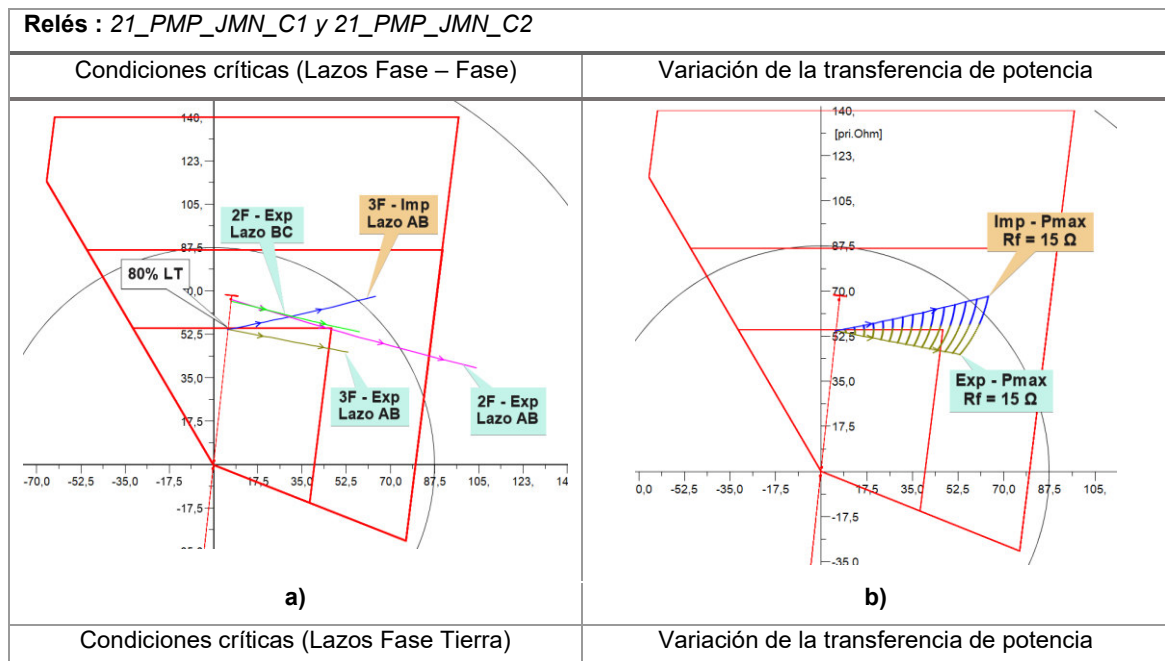 Relés : 21_PMP_JMN_C1 y 21_PMP_JMN_C2
Condiciones críticas (Lazos Fase – Fase)
Variación de la transferencia de potencia
140,
123,
105,
87,5
70,0
52,5
35,0
17,5
-17,5
-70,0
-52,5
-35,0
-17,5
17,5
35,0
52,5
70,0
87,5
105,
123,
3F - Imp
Lazo AB
2F - Exp
Lazo BC
80% LT
3F - Exp
Lazo AB
2F - Exp
Lazo AB
a)
140,
[pri.Ohm]
123,
105,
87,5
70,0
52,5
35,0
17,5
-17,5
-35,0
-52,5
-35,0
-17,5
17,5
35,0
52,5
70,0
87,5
105,
Imp - Pmax
Rf = 15 Ω
Exp - Pmax
Rf = 15 Ω
b)
Condiciones críticas (Lazos Fase Tierra)
Variación de la transferencia de potencia